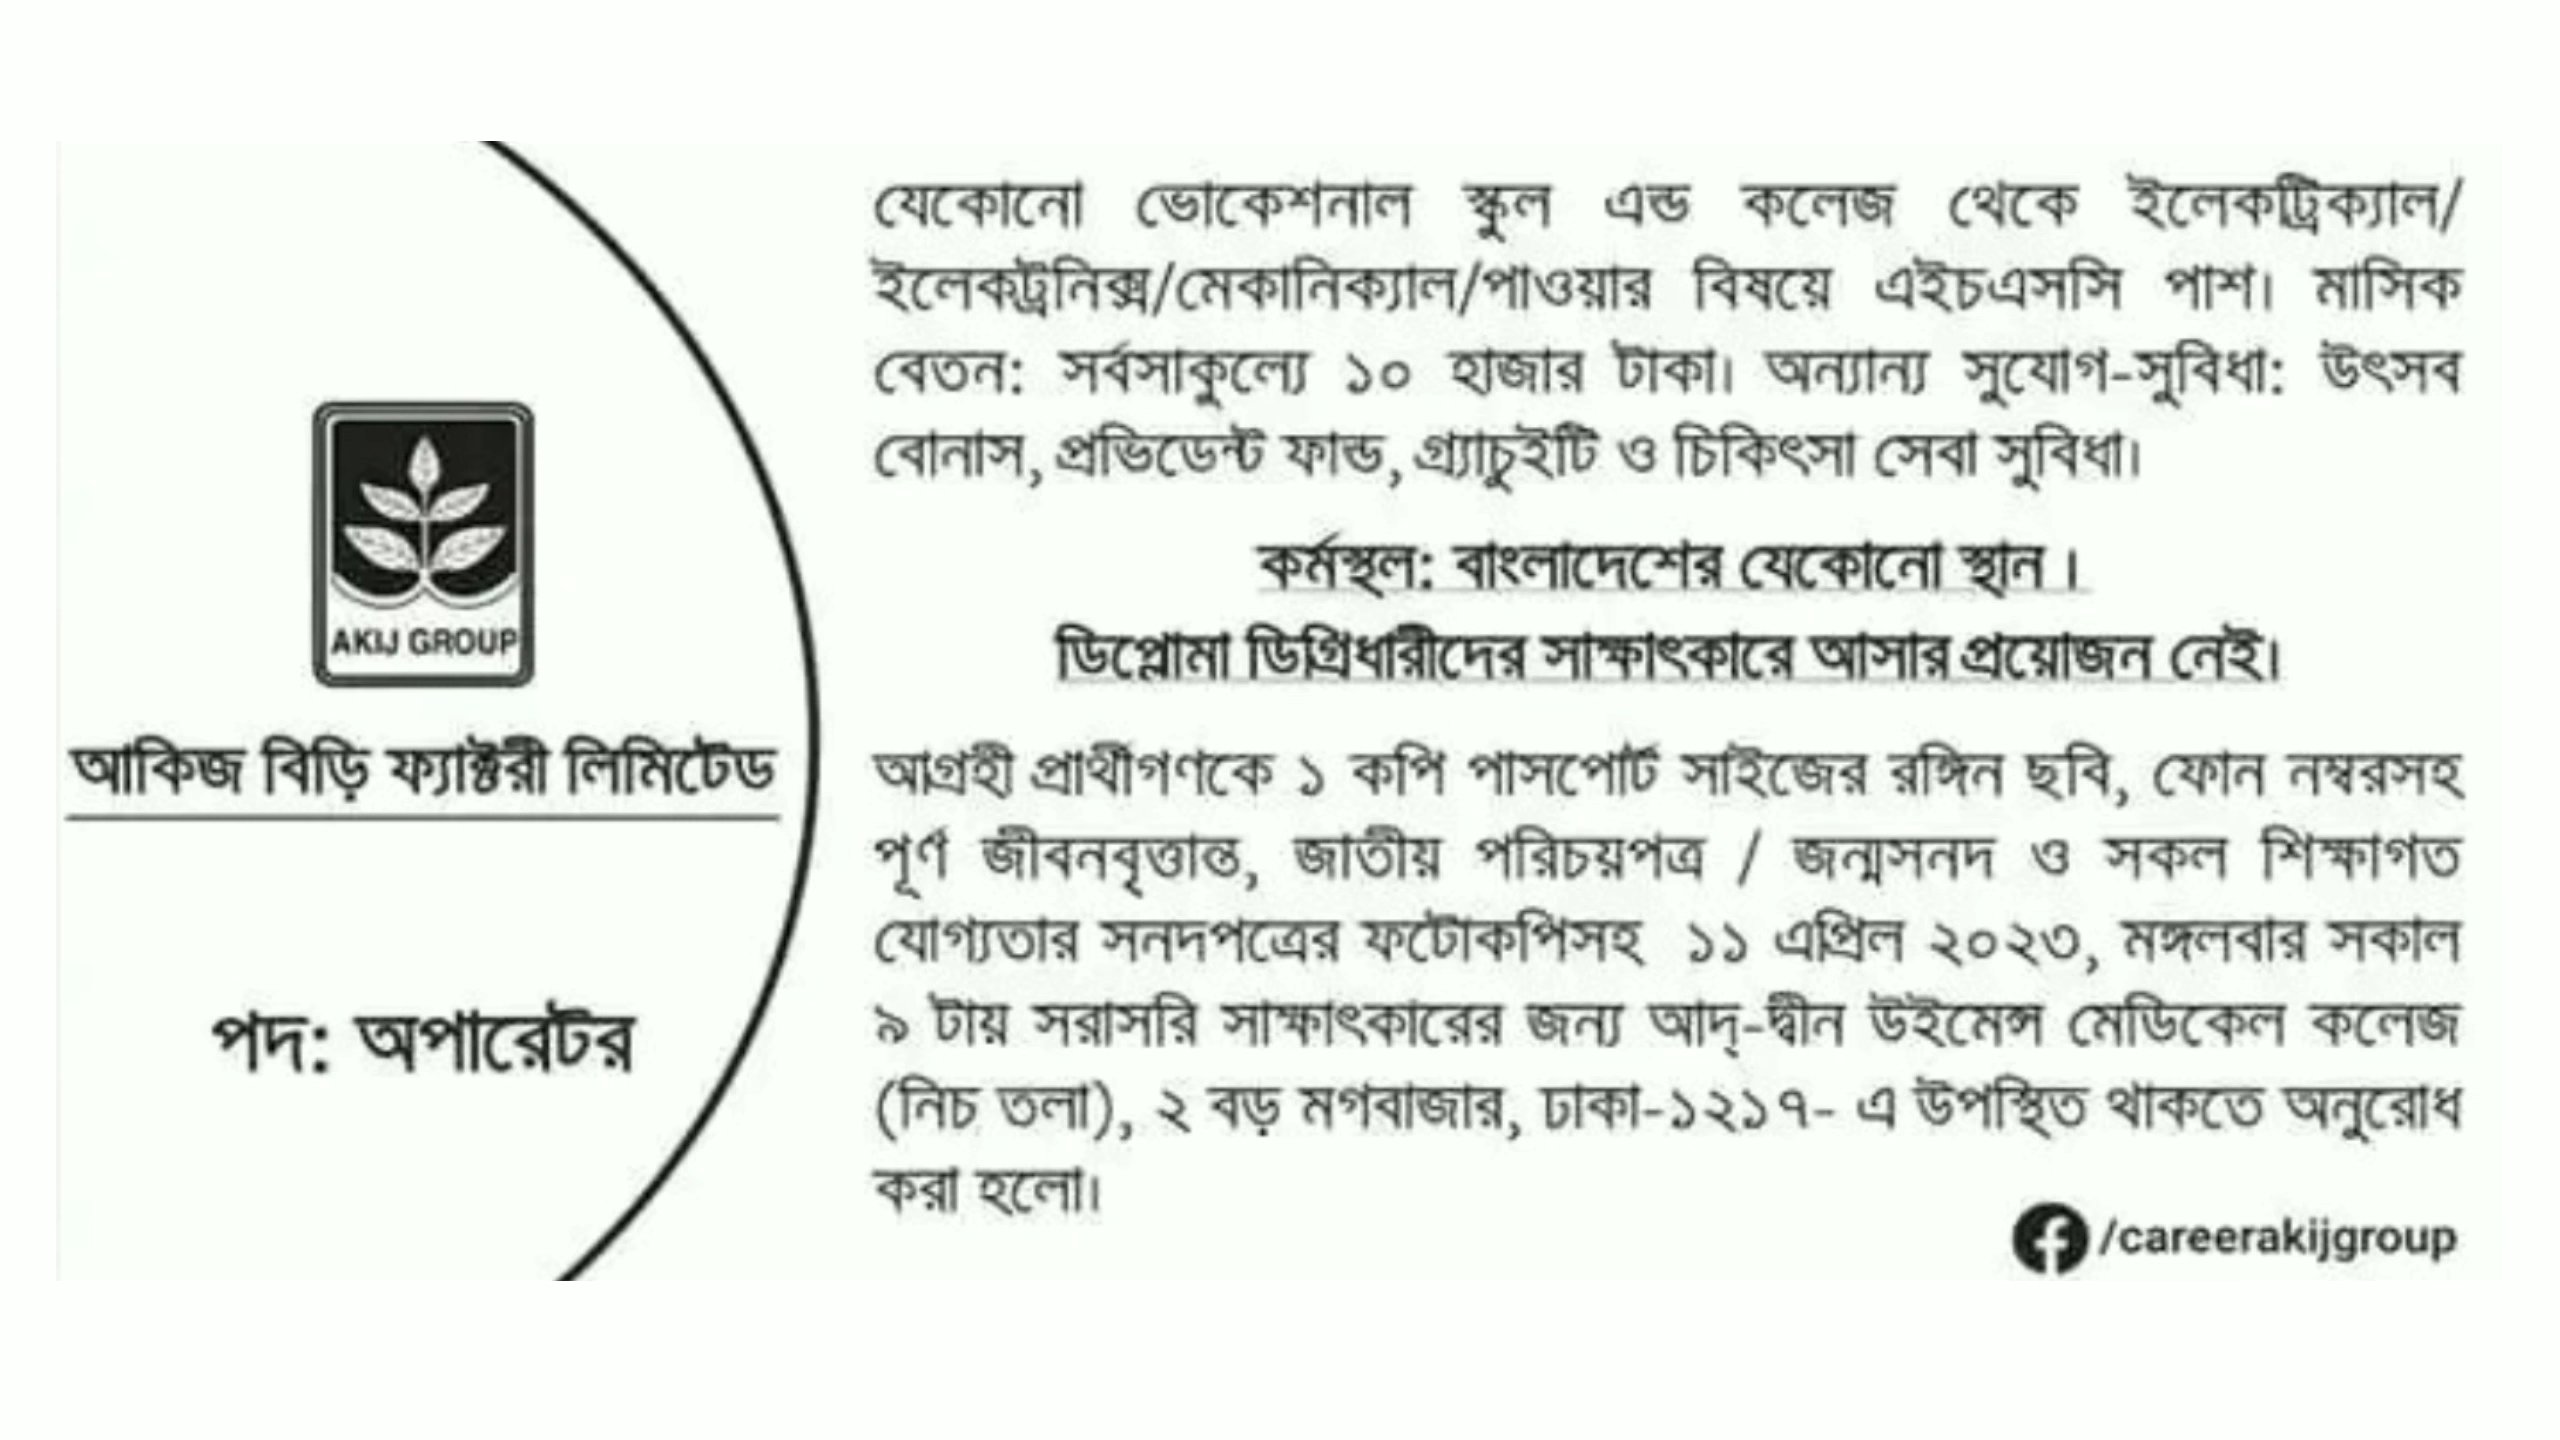 AKIJ GROUP
আকিজ বিড়ি ফ্যাক্টরী লিমিটেড
পদ: অপারেটর
যেকোনো ভোকেশনাল স্কুল এন্ড কলেজ থেকে ইলেকট্রিক্যাল/
ইলেকট্রনিক্স/মেকানিক্যাল/পাওয়ার বিষয়ে এইচএসসি পাশ। মাসিক
বেতন: সর্বসাকুল্যে ১০ হাজার টাকা। অন্যান্য সুযোগ-সুবিধা: উৎসব
বোনাস, প্রভিডেন্ট ফান্ড, গ্র্যাচুইটি ও চিকিৎসা সেবা সুবিধা।
কর্মস্থল: বাংলাদেশের যেকোনো স্থান।
ডিপ্লোমা ডিগ্রিধারীদের সাক্ষাৎকারে আসার প্রয়োজন নেই।
আগ্রহী প্রার্থীগণকে ১ কপি পাসপোর্ট সাইজের রঙ্গিন ছবি, ফোন নম্বরসহ
পূর্ণ জীবনবৃত্তান্ত, জাতীয় পরিচয়পত্র / জন্মসনদ ও সকল শিক্ষাগত
যোগ্যতার সনদপত্রের ফটোকপিসহ ১১ এপ্রিল ২০২৩, মঙ্গলবার সকাল
৯ টায় সরাসরি সাক্ষাৎকারের জন্য আদ্-দ্বীন উইমেন্স মেডিকেল কলেজ
(নিচ তলা), ২ বড় মগবাজার, ঢাকা-১২১৭- এ উপস্থিত থাকতে অনুরোধ
করা হলো।
/careerakijgroup